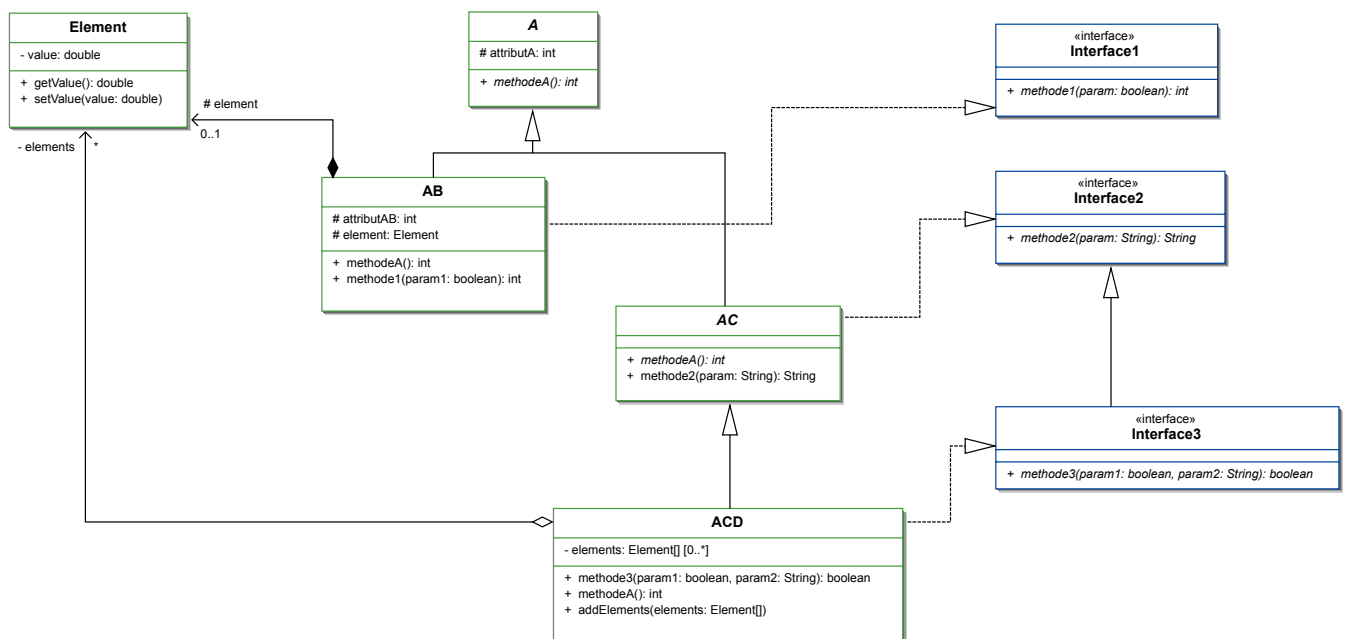 Element
- value: double
+ getValue(): double
+ setValue(value: double)
A
# attributA: int
+ methodeA(): int
«interface»
Interface1
+ methode1(param: boolean): int
# element
0..1
- elements
*
AB
# attributAB: int
# element: Element
+ methodeA(): int
+ methode1(param1: boolean): int
«interface»
Interface2
+ methode2(param: String): String
AC
+ methodeA(): int
+ methode2(param: String): String
«interface»
Interface3
+ methode3(param1: boolean, param2: String): boolean
ACD
- elements: Element[] [0..*]
+ methode3(param1: boolean, param2: String): boolean
+ methodeA(): int
+ addElements(elements: Element[])